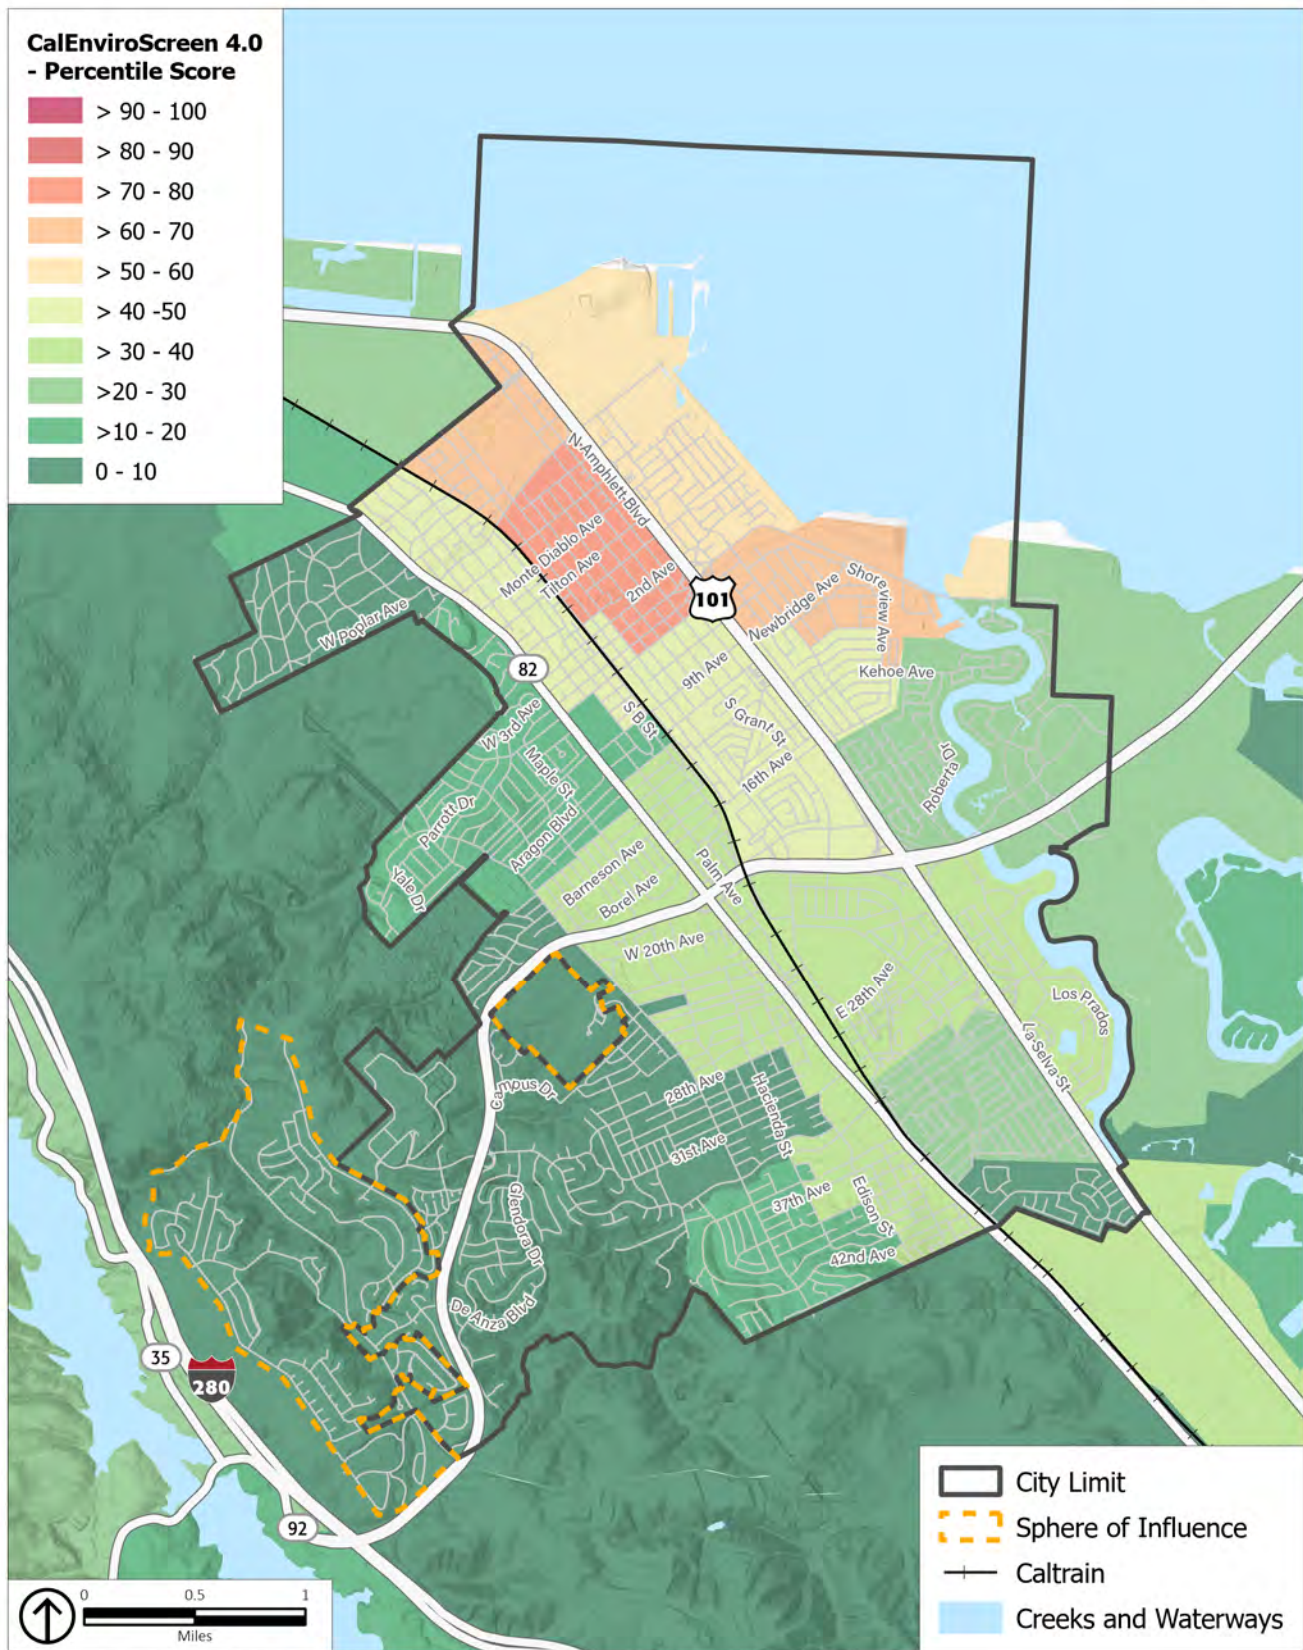 CalEnviroScreen 4.0
- Percentile Score
> 90 - 100
> 80 - 90
> 70 - 80
> 60 - 70
> 50 - 60
> 40 -50
> 30 - 40
>20 - 30
>10 - 20
0 - 10
N Amphlett Blvd
Monte Diablo Ave
Tilton Ave
2nd Ave
101
Shoreview Ave
Newbridge Ave
W Poplar Ave
82
9th Ave
Kehoe Ave
W 3rd Ave
S B St
S Grant St
Maple St
16th Ave
Roberta Dr
Parrott Dr
Aragon Blvd
Yale Dr
Barneson Ave
Palm Ave
Borel Ave
W 20th Ave
E 28th Ave
Los Prados
La Selva St
Campus Dr
28th Ave
Hacienda St
31st Ave
37th Ave
Edison St
Glendora Dr
42nd Ave
De Anza Blvd
35
280
92
City Limit
Sphere of Influence
Caltrain
Creeks and Waterways
0 0.5 1
Miles